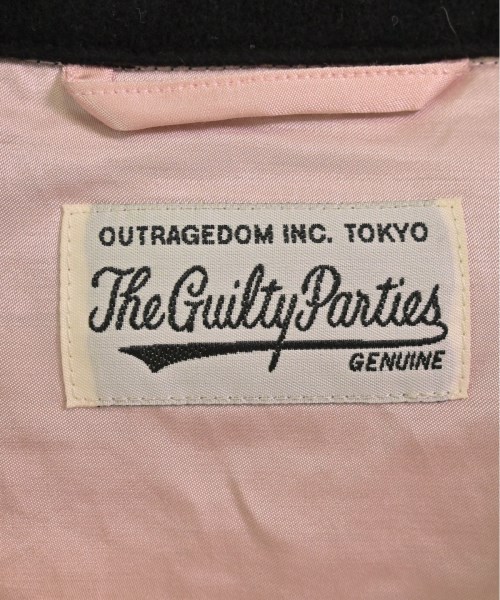 OUTRAGEDOM INC. TOKYO
The Guilty Parties
GENUINE